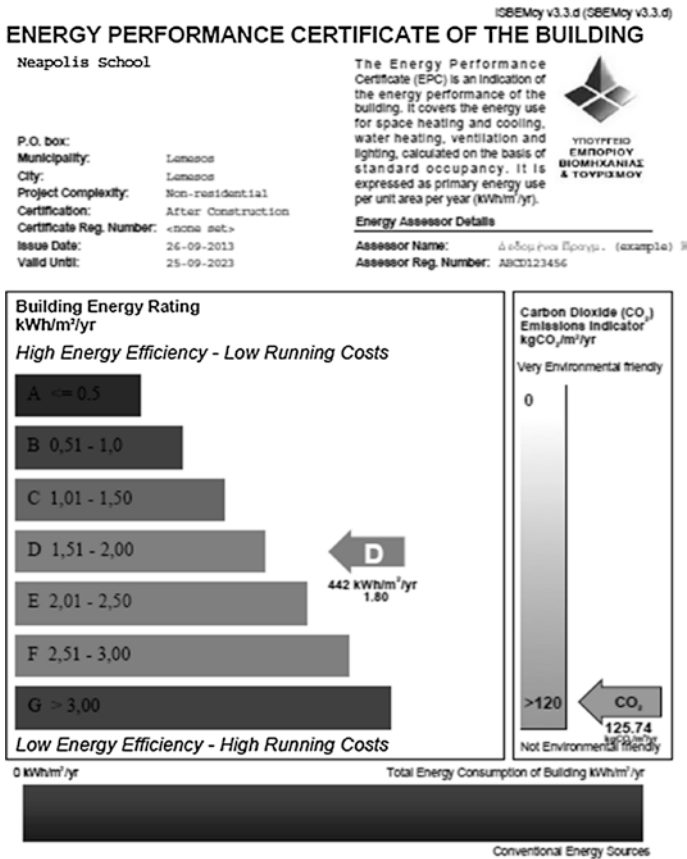 iSBEMcy v3.3.d (SBEMcy v3.3.d)
ENERGY PERFORMANCE CERTIFICATE OF THE BUILDING
Neapolis School
The Energy Performance
Certificate (EPC) is an indication of
the energy performance of the
building. It covers the energy use
for space heating and cooling,
water heating, ventilation and
lighting, calculated on the basis of
standard occupancy. It is
expressed as primary energy use
per unit area per year (kWh/m²/yr).
ΥΠΟΥΡΓΕΙΟ
ΕΜΠΟΡΙΟΥ
ΒΙΟΜΗΧΑΝΙΑΣ
& ΤΟΥΡΙΣΜΟΥ
P.O. box:
Municipality: Lemesos
City: Lemesos
Project Complexity: Non-residential
Certification: After Construction
Certificate Reg. Number: <none set>
Issue Date: 26-09-2013
Valid Until: 25-09-2023
Energy Assessor Details
Assessor Name: Δεδομένα Πραγμ. (example)
Assessor Reg. Number: ABCD123456
Building Energy Rating
kWh/m²/yr
High Energy Efficiency - Low Running Costs
A <= 0.5
B 0,51 - 1,0
C 1,01 - 1,50
D 1,51 - 2,00
D
442 kWh/m²/yr
1.80
E 2,01 - 2,50
F 2,51 - 3,00
G > 3,00
Low Energy Efficiency - High Running Costs
Carbon Dioxide (CO₂)
Emissions Indicator
kgCO₂/m²/yr
Very Environmental friendly
0
>120
CO₂
125.74
kgCO₂/m²/yr
Not Environmental friendly
0 kWh/m²/yr
Total Energy Consumption of Building kWh/m²/yr
Conventional Energy Sources